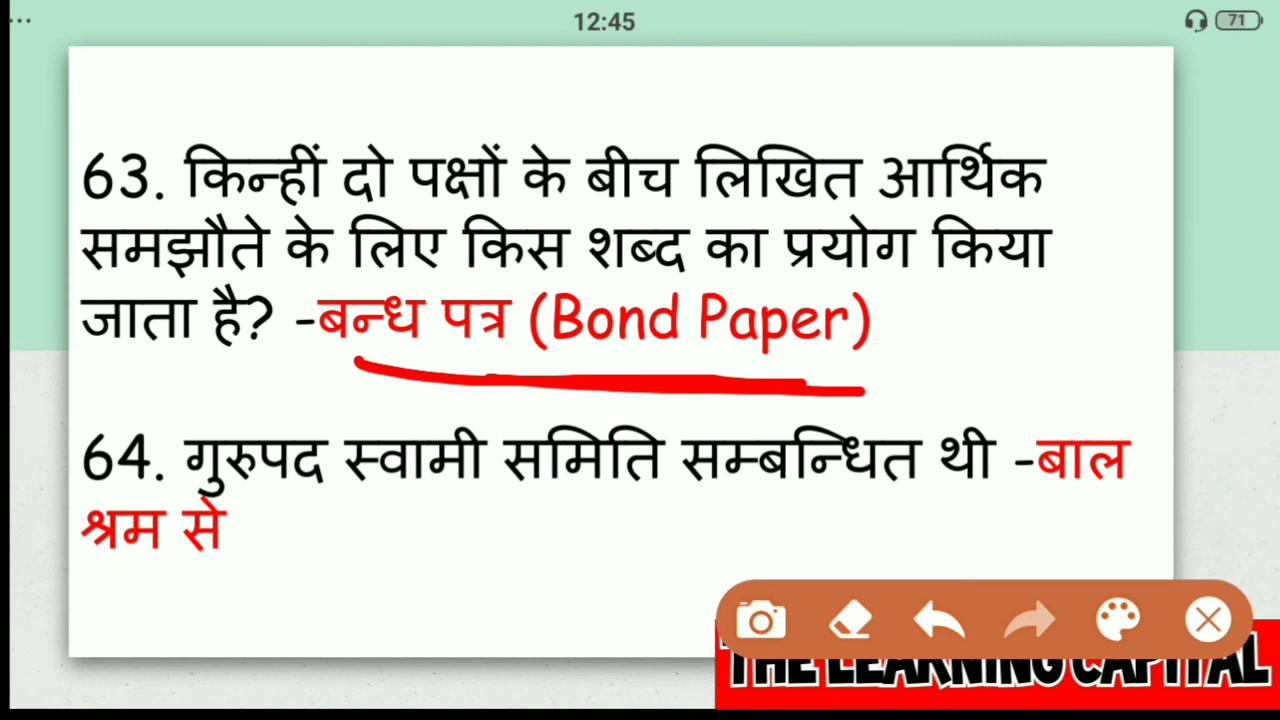 12:45
71
63. किन्हीं दो पक्षों के बीच लिखित आर्थिक
समझौते के लिए किस शब्द का प्रयोग किया
जाता है? -बन्ध पत्र (Bond Paper)
64. गुरुपद स्वामी समिति सम्बन्धित थी -बाल
श्रम से
THE LEARNING CAPITAL